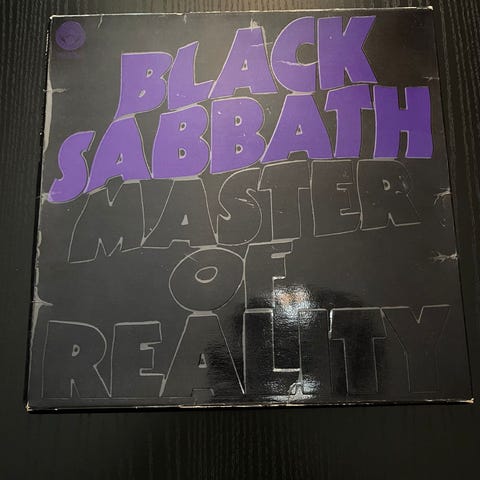 BLACK
SABBATH
MASTER
OF
REALITY